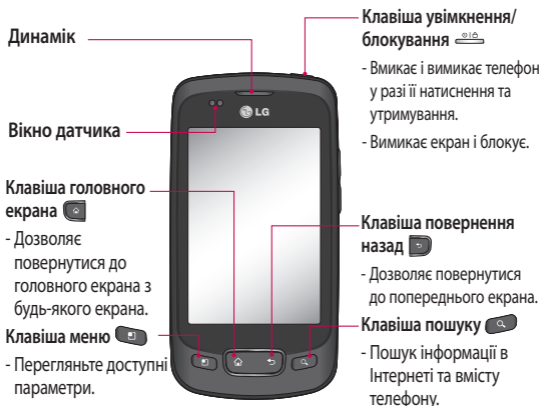 Динамік
Вікно датчика
Клавіша головного
екрана
- Дозволяє
повернутися до
головного екрана з
будь-якого екрана.
Клавіша меню
- Перегляньте доступні
параметри.
LG
Клавіша увімкнення/
блокування
- Вмикає і вимикає телефон
у разі її натиснення та
утримування.
- Вимикає екран і блокує.
Клавіша повернення
назад
- Дозволяє повернутися
до попереднього екрана.
Клавіша пошуку
- Пошук інформації в
Інтернеті та вмісту
телефону.